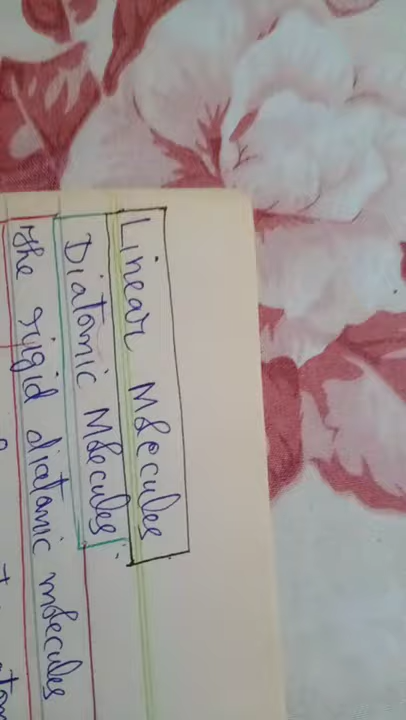 Linear Molecules
Diatomic Molecules:
The rigid diatomic molecules